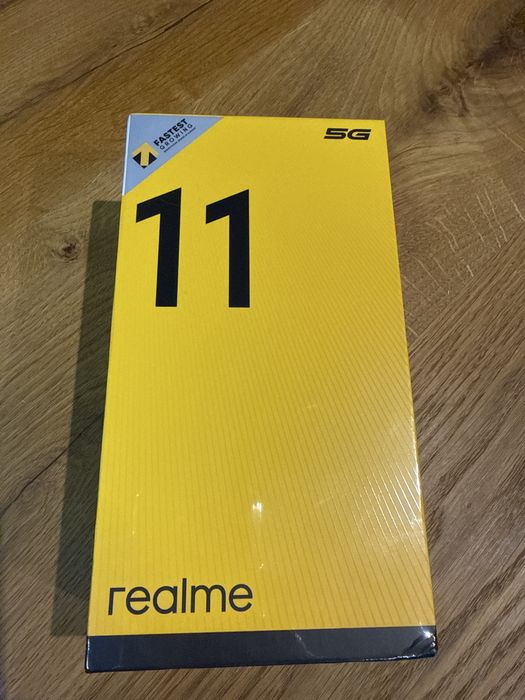 FASTEST
GROWING
5G
11
realme